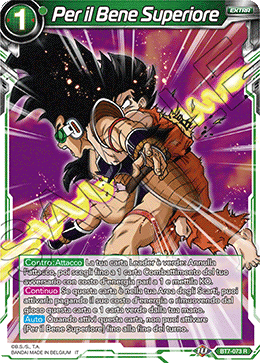 1
Per il Bene Superiore
EXTRA
Contro:Attacco La tua carta Leader è verde: Annulla
l'attacco, poi scegli fino a 1 carta Combattimento del tuo
avversario con costo d'energia pari a 1 e mettila KO.
Continuo Se questa carta è nella tua Area degli Scarti, puoi
attivarla pagando il suo costo d'energia e rimuovendo dal
gioco questa carta e 1 carta verde dalla tua mano.
Auto Quando attivi questa carta, non puoi attivare
{Per il Bene Superiore} fino alla fine del turno.
©B.S./S., T.A.
BANDAI MADE IN BELGIUM IT
BT7-073 R